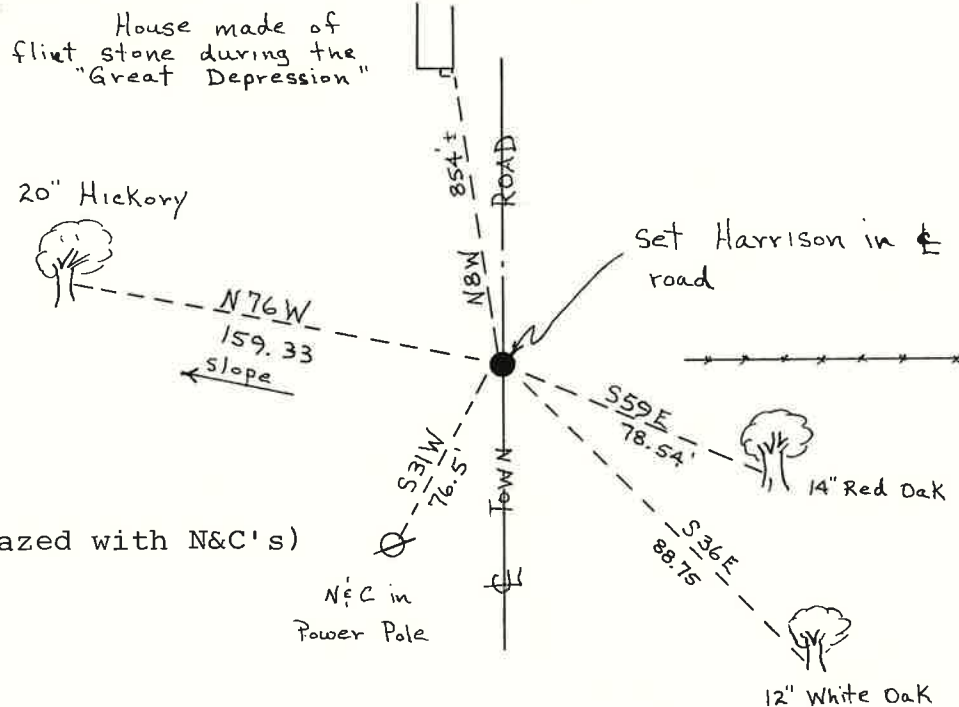 House made of
flint stone during the
"Great Depression"
854'±
N8W
ROAD
20" Hickory
Set Harrison in ℄
road
N76W
159.33
slope
S59E
78.54'
14" Red Oak
S31W
76.5'
TOWN
S36E
88.75
azed with N&C's)
℄
N&C in
Power Pole
12" White Oak